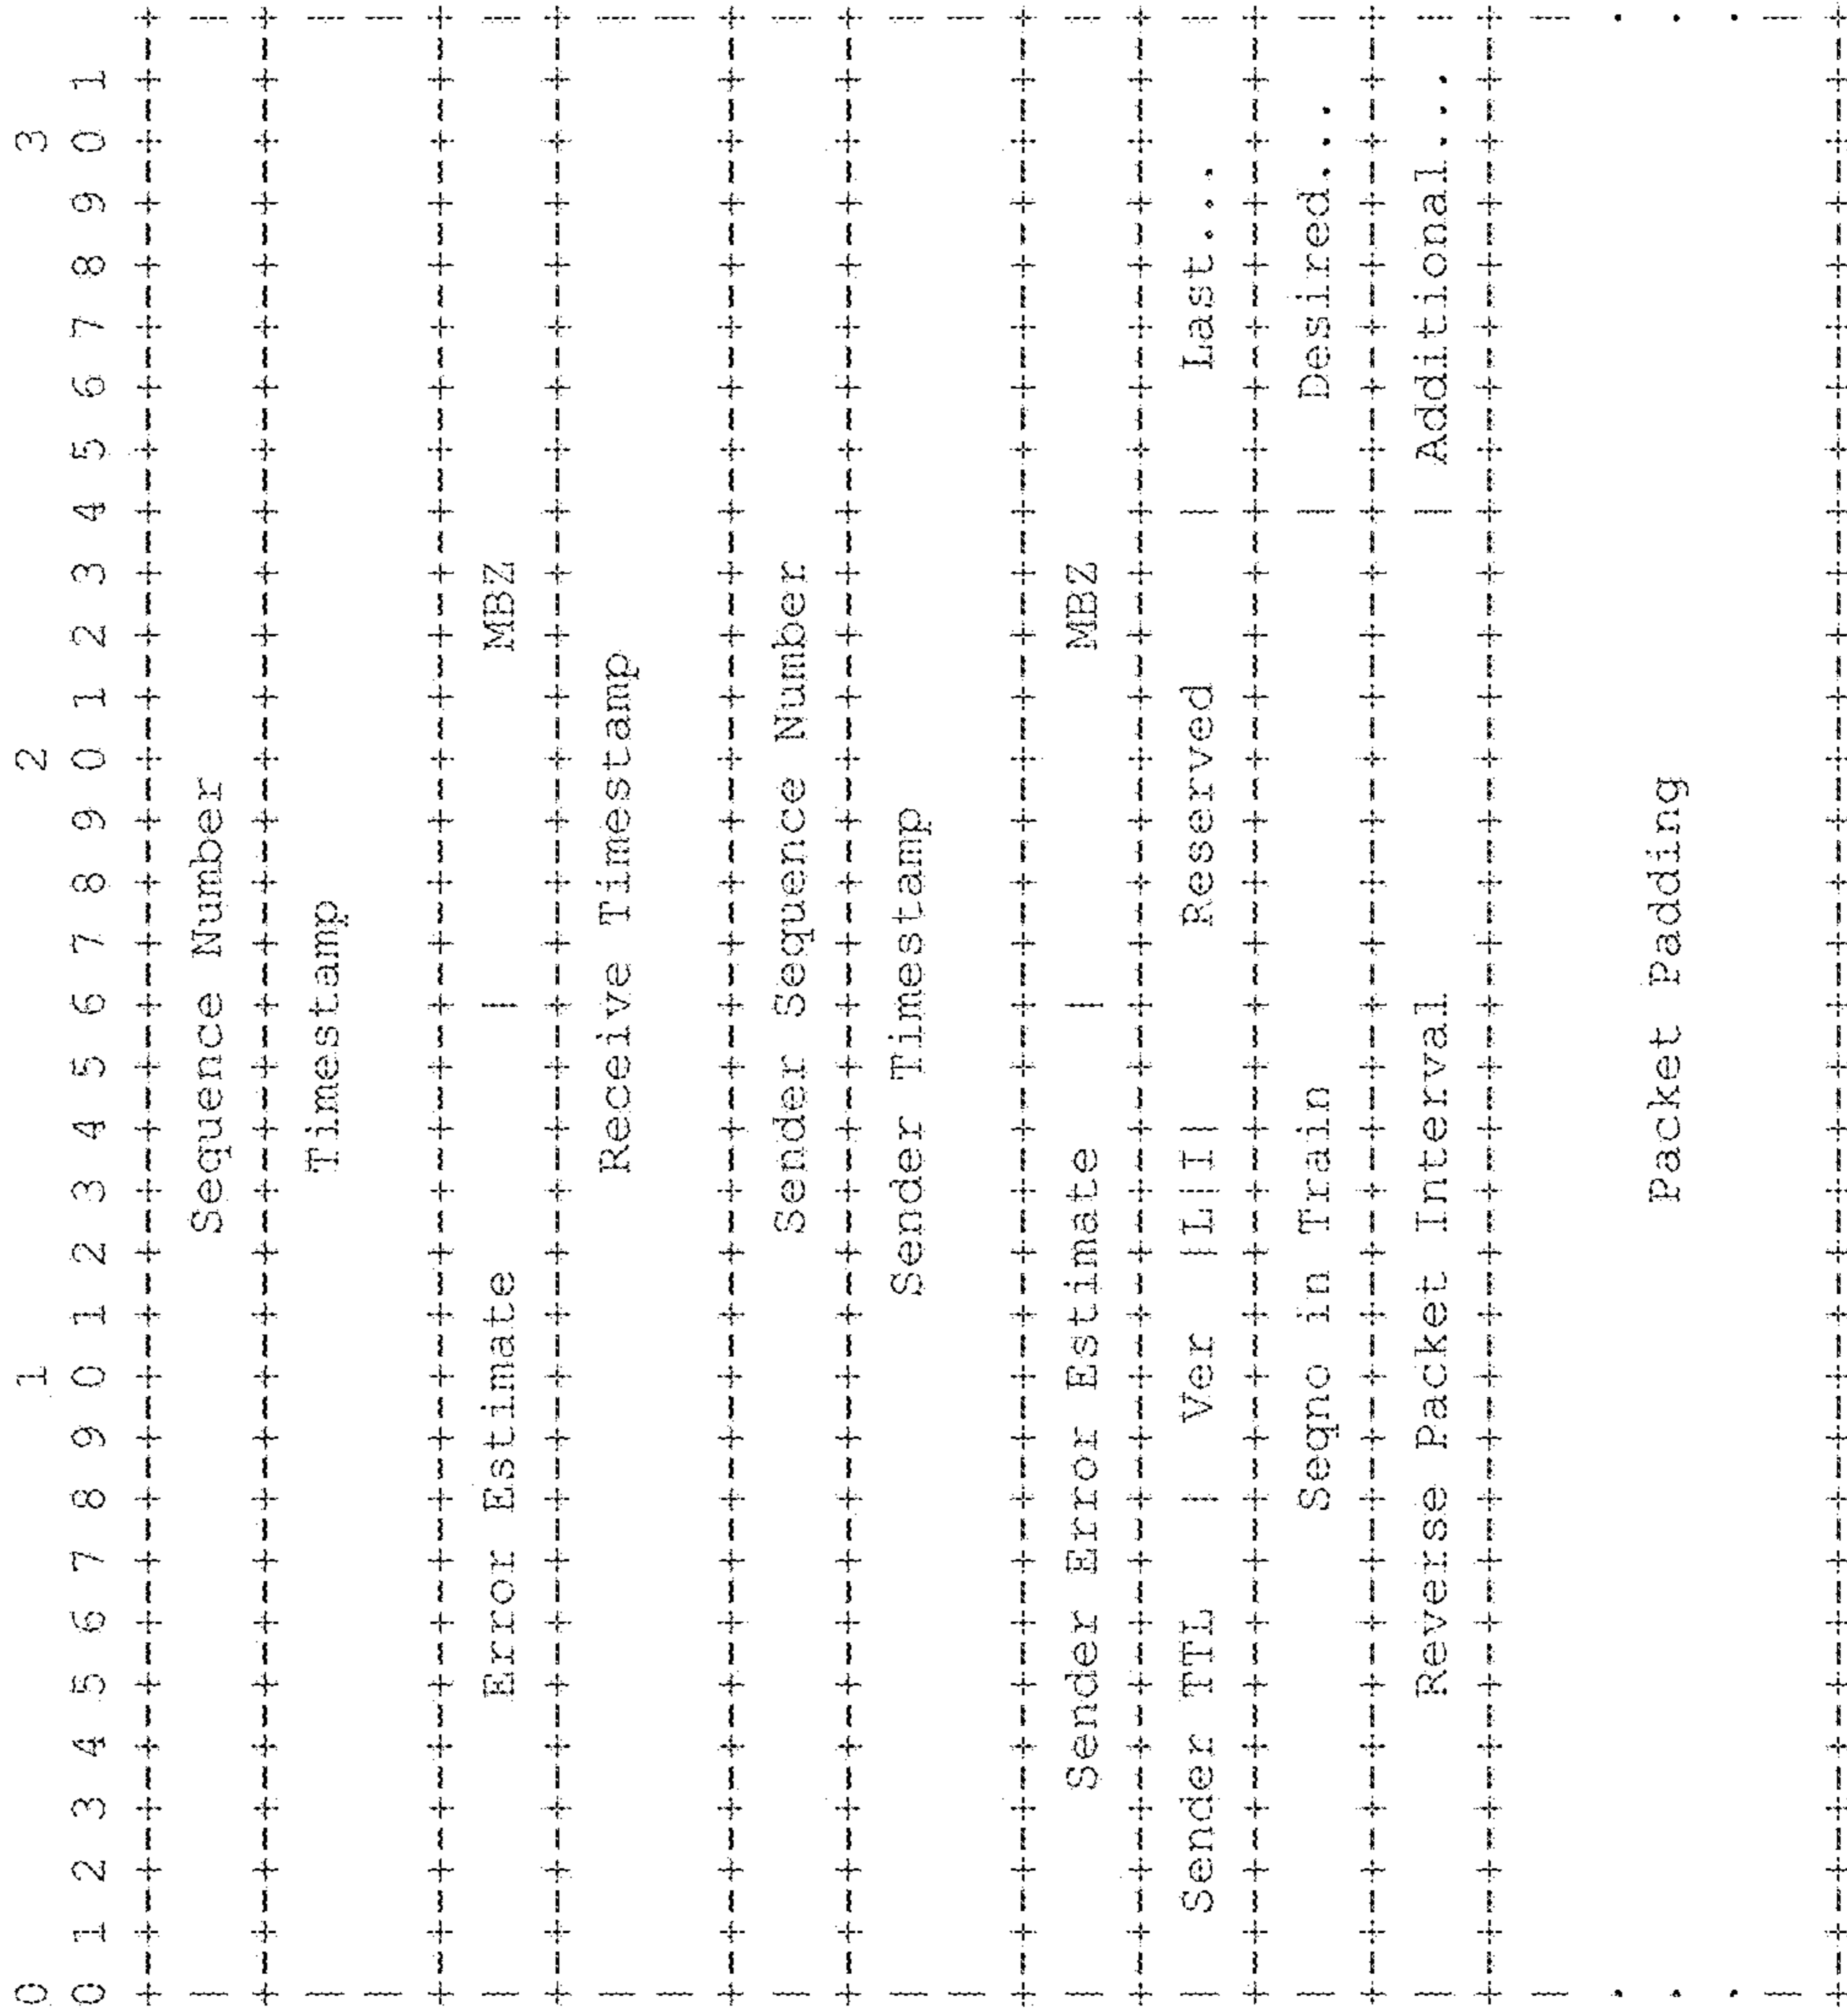 0                   1                   2                   3
0 1 2 3 4 5 6 7 8 9 0 1 2 3 4 5 6 7 8 9 0 1 2 3 4 5 6 7 8 9 0 1
+-+-+-+-+-+-+-+-+-+-+-+-+-+-+-+-+-+-+-+-+-+-+-+-+-+-+-+-+-+-+-+-+
|                        Sequence Number                        |
+-+-+-+-+-+-+-+-+-+-+-+-+-+-+-+-+-+-+-+-+-+-+-+-+-+-+-+-+-+-+-+-+
|                          Timestamp                            |
|                                                               |
+-+-+-+-+-+-+-+-+-+-+-+-+-+-+-+-+-+-+-+-+-+-+-+-+-+-+-+-+-+-+-+-+
|         Error Estimate        |           MBZ                 |
+-+-+-+-+-+-+-+-+-+-+-+-+-+-+-+-+-+-+-+-+-+-+-+-+-+-+-+-+-+-+-+-+
|                          Receive Timestamp                    |
|                                                               |
+-+-+-+-+-+-+-+-+-+-+-+-+-+-+-+-+-+-+-+-+-+-+-+-+-+-+-+-+-+-+-+-+
|                        Sender Sequence Number                 |
+-+-+-+-+-+-+-+-+-+-+-+-+-+-+-+-+-+-+-+-+-+-+-+-+-+-+-+-+-+-+-+-+
|                      Sender Timestamp                         |
|                                                               |
+-+-+-+-+-+-+-+-+-+-+-+-+-+-+-+-+-+-+-+-+-+-+-+-+-+-+-+-+-+-+-+-+
|      Sender Error Estimate    |           MBZ                 |
+-+-+-+-+-+-+-+-+-+-+-+-+-+-+-+-+-+-+-+-+-+-+-+-+-+-+-+-+-+-+-+-+
|  Sender TTL   |  Ver  |L|I|      Reserved     |    Last...    |
+-+-+-+-+-+-+-+-+-+-+-+-+-+-+-+-+-+-+-+-+-+-+-+-+-+-+-+-+-+-+-+-+
|               Seqno in Train                  |   Desired...  |
+-+-+-+-+-+-+-+-+-+-+-+-+-+-+-+-+-+-+-+-+-+-+-+-+-+-+-+-+-+-+-+-+
|         Reverse Packet Interval               | Additional... |
+-+-+-+-+-+-+-+-+-+-+-+-+-+-+-+-+-+-+-+-+-+-+-+-+-+-+-+-+-+-+-+-+
|                                                               |
.                                                               .
.                         Packet Padding                        .
.                                                               .
|                                                               |
+-+-+-+-+-+-+-+-+-+-+-+-+-+-+-+-+-+-+-+-+-+-+-+-+-+-+-+-+-+-+-+-+